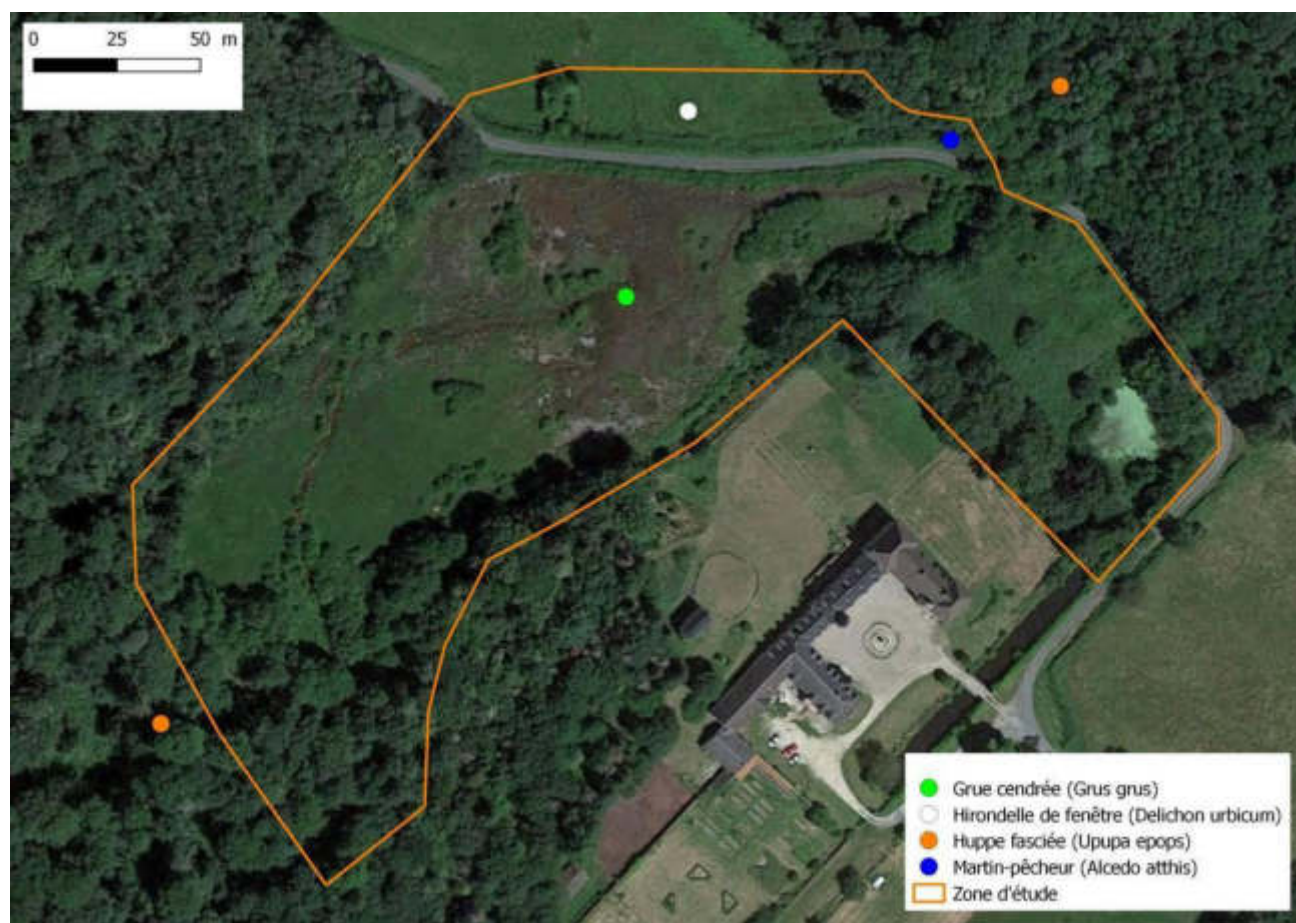 0 25 50 m
Grue cendrée (Grus grus)
Hirondelle de fenêtre (Delichon urbicum)
Huppe fasciée (Upupa epops)
Martin-pêcheur (Alcedo atthis)
Zone d'étude